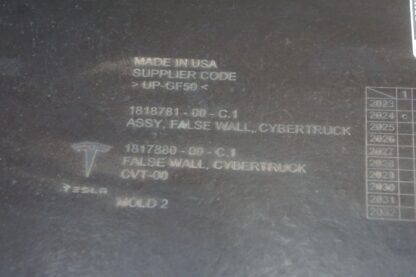 MADE IN USA
SUPPLIER CODE
> UP-GF50 <
1818781 - 00 - C.1
ASSY, FALSE WALL, CYBERTRUCK
1817880 - 00 - C.1
FALSE WALL, CYBERTRUCK
CVT-00
TESLA
MOLD 2
1
2023
2024 c
2025
2026
2027
2028
2029
2030
2031
2032